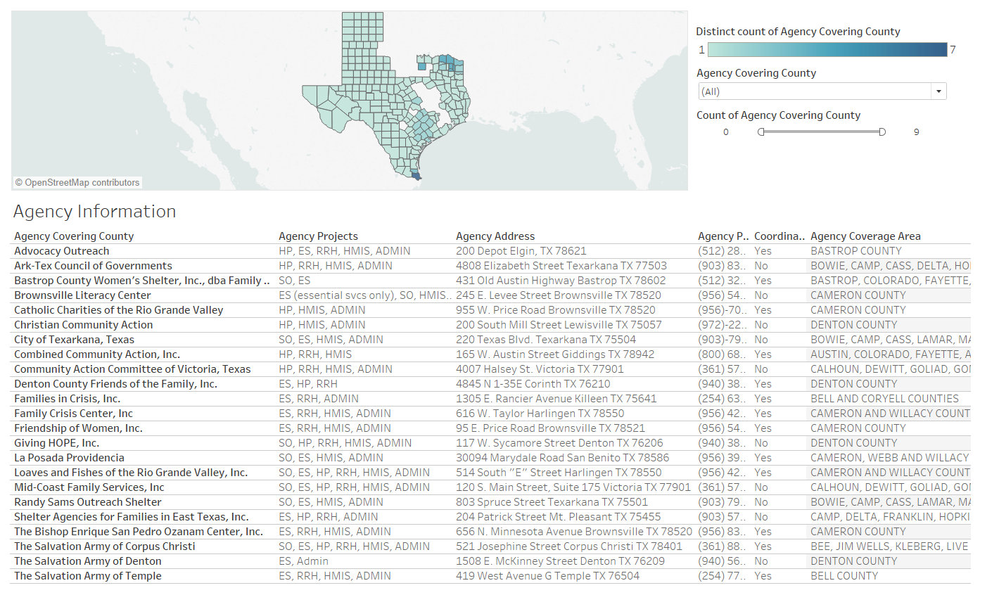 Distinct count of Agency Covering County
1 7
Agency Covering County
(All)
Count of Agency Covering County
0 9
© OpenStreetMap contributors
Agency Information
Agency Covering County Agency Projects Agency Address Agency P.. Coordina.. Agency Coverage Area
Advocacy Outreach HP, ES, RRH, HMIS, ADMIN 200 Depot Elgin, TX 78621 (512) 28.. Yes BASTROP COUNTY
Ark-Tex Council of Governments HP, RRH, HMIS, ADMIN 4808 Elizabeth Street Texarkana TX 77503 (903) 83.. No BOWIE, CAMP, CASS, DELTA, HO
Bastrop County Women's Shelter, Inc., dba Family .. SO, ES 431 Old Austin Highway Bastrop TX 78602 (512) 32.. Yes BASTROP, COLORADO, FAYETTE,
Brownsville Literacy Center ES (essential svcs only), SO, HMIS.. 245 E. Levee Street Brownsville TX 78520 (956) 54.. No CAMERON COUNTY
Catholic Charities of the Rio Grande Valley HP, HMIS, ADMIN 955 W. Price Road Brownsville TX 78520 (956)-70.. Yes CAMERON COUNTY
Christian Community Action HP, HMIS, ADMIN 200 South Mill Street Lewisville TX 75057 (972)-22.. No DENTON COUNTY
City of Texarkana, Texas SO, ES, HMIS, ADMIN 220 Texas Blvd. Texarkana TX 75504 (903)-79.. No BOWIE, CAMP, CASS, LAMAR, MA
Combined Community Action, Inc. HP, RRH, HMIS 165 W. Austin Street Giddings TX 78942 (800) 68.. Yes AUSTIN, COLORADO, FAYETTE, A
Community Action Committee of Victoria, Texas HP, RRH, HMIS, ADMIN 4007 Halsey St. Victoria TX 77901 (361) 57.. No CALHOUN, DEWITT, GOLIAD, GON
Denton County Friends of the Family, Inc. ES, HP, RRH 4845 N 1-35E Corinth TX 76210 (940) 38.. Yes DENTON COUNTY
Families in Crisis, Inc. ES, RRH, ADMIN 1305 E. Rancier Avenue Killeen TX 75641 (254) 63.. Yes BELL AND CORYELL COUNTIES
Family Crisis Center, Inc ES, RRH, HMIS, ADMIN 616 W. Taylor Harlingen TX 78550 (956) 42.. Yes CAMERON AND WILLACY COUNT
Friendship of Women, Inc. ES, RRH, HMIS, ADMIN 95 E. Price Road Brownsville TX 78521 (956) 54.. Yes CAMERON COUNTY
Giving HOPE, Inc. SO, HP, RRH, HMIS, ADMIN 117 W. Sycamore Street Denton TX 76206 (940) 38.. No DENTON COUNTY
La Posada Providencia SO, ES, HMIS, ADMIN 30094 Marydale Road San Benito TX 78586 (956) 39.. Yes CAMERON, WEBB AND WILLACY
Loaves and Fishes of the Rio Grande Valley, Inc. SO, ES, HP, RRH, HMIS, ADMIN 514 South "E" Street Harlingen TX 78550 (956) 42.. Yes CAMERON AND WILLACY COUNT
Mid-Coast Family Services, Inc SO, ES, HP, RRH, HMIS, ADMIN 120 S. Main Street, Suite 175 Victoria TX 77901 (361) 57.. No CALHOUN, DEWITT, GOLIAD, GON
Randy Sams Outreach Shelter SO, ES, HMIS, ADMIN 803 Spruce Street Texarkana TX 75501 (903) 79.. No BOWIE, CAMP, CASS, LAMAR, MA
Shelter Agencies for Families in East Texas, Inc. ES, HP, RRH, ADMIN 204 Patrick Street Mt. Pleasant TX 75455 (903) 57.. No CAMP, DELTA, FRANKLIN, HOPKI
The Bishop Enrique San Pedro Ozanam Center, Inc. ES, RRH, HMIS, ADMIN 656 N. Minnesota Avenue Brownsville TX 78520 (956) 83.. Yes CAMERON COUNTY
The Salvation Army of Corpus Christi SO, ES, HP, RRH, HMIS, ADMIN 521 Josephine Street Corpus Christi TX 78401 (361) 88.. Yes BEE, JIM WELLS, KLEBERG, LIVE
The Salvation Army of Denton ES, Admin 1508 E. McKinney Street Denton TX 76209 (940) 56.. No DENTON COUNTY
The Salvation Army of Temple ES, RRH, HMIS, ADMIN 419 West Avenue G Temple TX 76504 (254) 77.. Yes BELL COUNTY